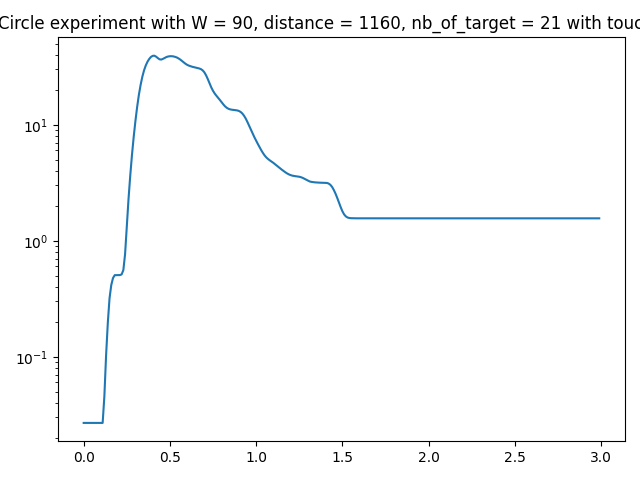 Circle experiment with W = 90, distance = 1160, nb_of_target = 21 with touc
10¹
10⁰
10⁻¹
0.0 0.5 1.0 1.5 2.0 2.5 3.0